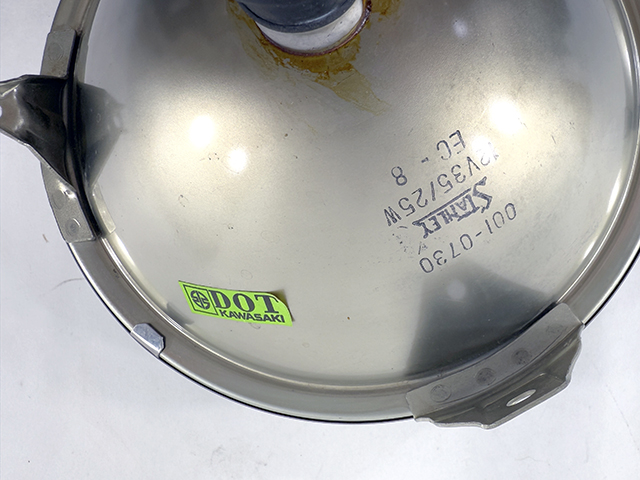 EC - 8
12V35/25W
STANLEY
001-0730
DOT
KAWASAKI